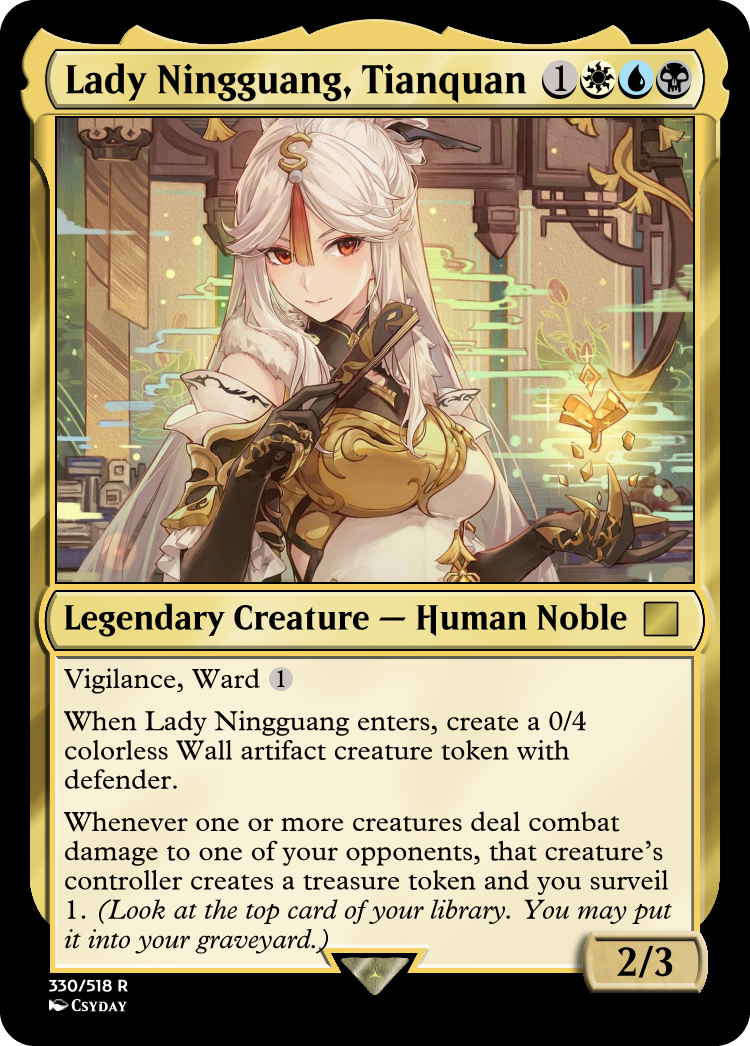 Lady Ningguang, Tianquan 1
Legendary Creature — Human Noble
Vigilance, Ward 1
When Lady Ningguang enters, create a 0/4
colorless Wall artifact creature token with
defender.
Whenever one or more creatures deal combat
damage to one of your opponents, that creature's
controller creates a treasure token and you surveil
1. (Look at the top card of your library. You may put
it into your graveyard.)
2/3
330/518 R
Csyday